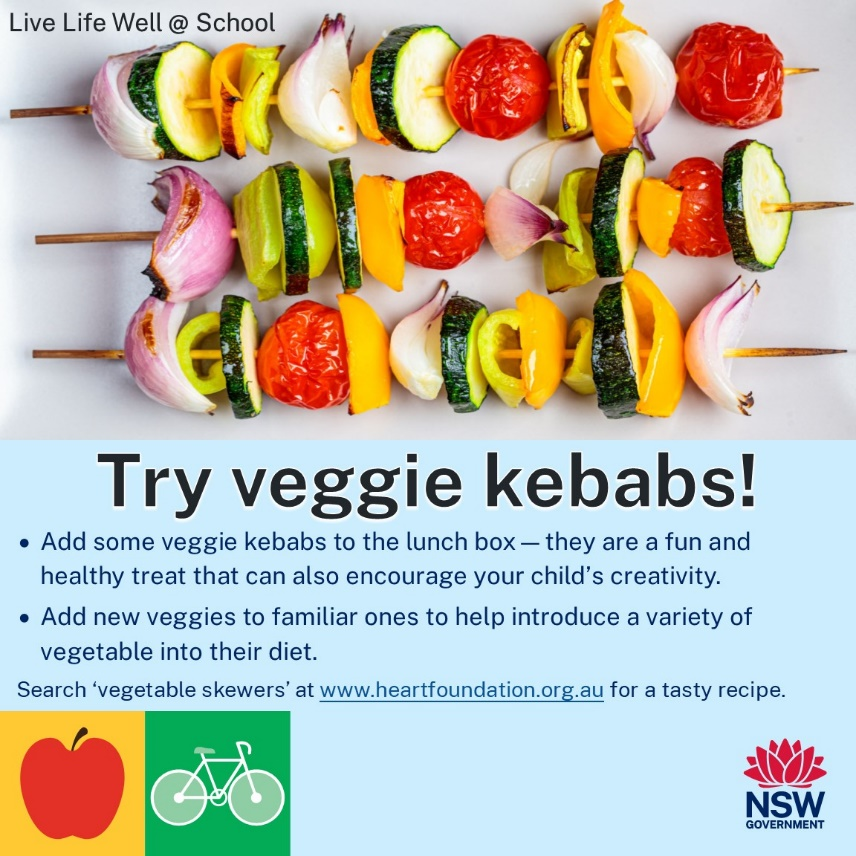 Live Life Well @ School
Try veggie kebabs!
• Add some veggie kebabs to the lunch box — they are a fun and
healthy treat that can also encourage your child’s creativity.
• Add new veggies to familiar ones to help introduce a variety of
vegetable into their diet.
Search ‘vegetable skewers’ at www.heartfoundation.org.au for a tasty recipe.
NSW
GOVERNMENT